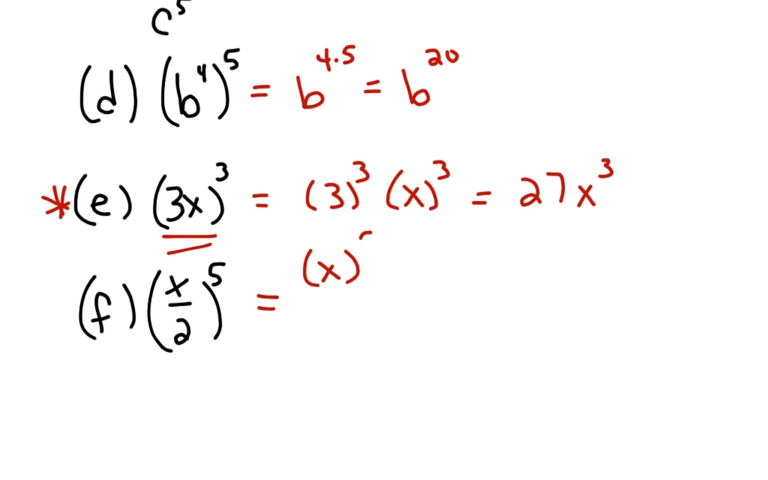 c⁵
(d) (b⁴)⁵ = b⁴·⁵ = b²⁰
*(e) (3x)³ = (3)³ (x)³ = 27x³
(f) (x/2)⁵ = (x)